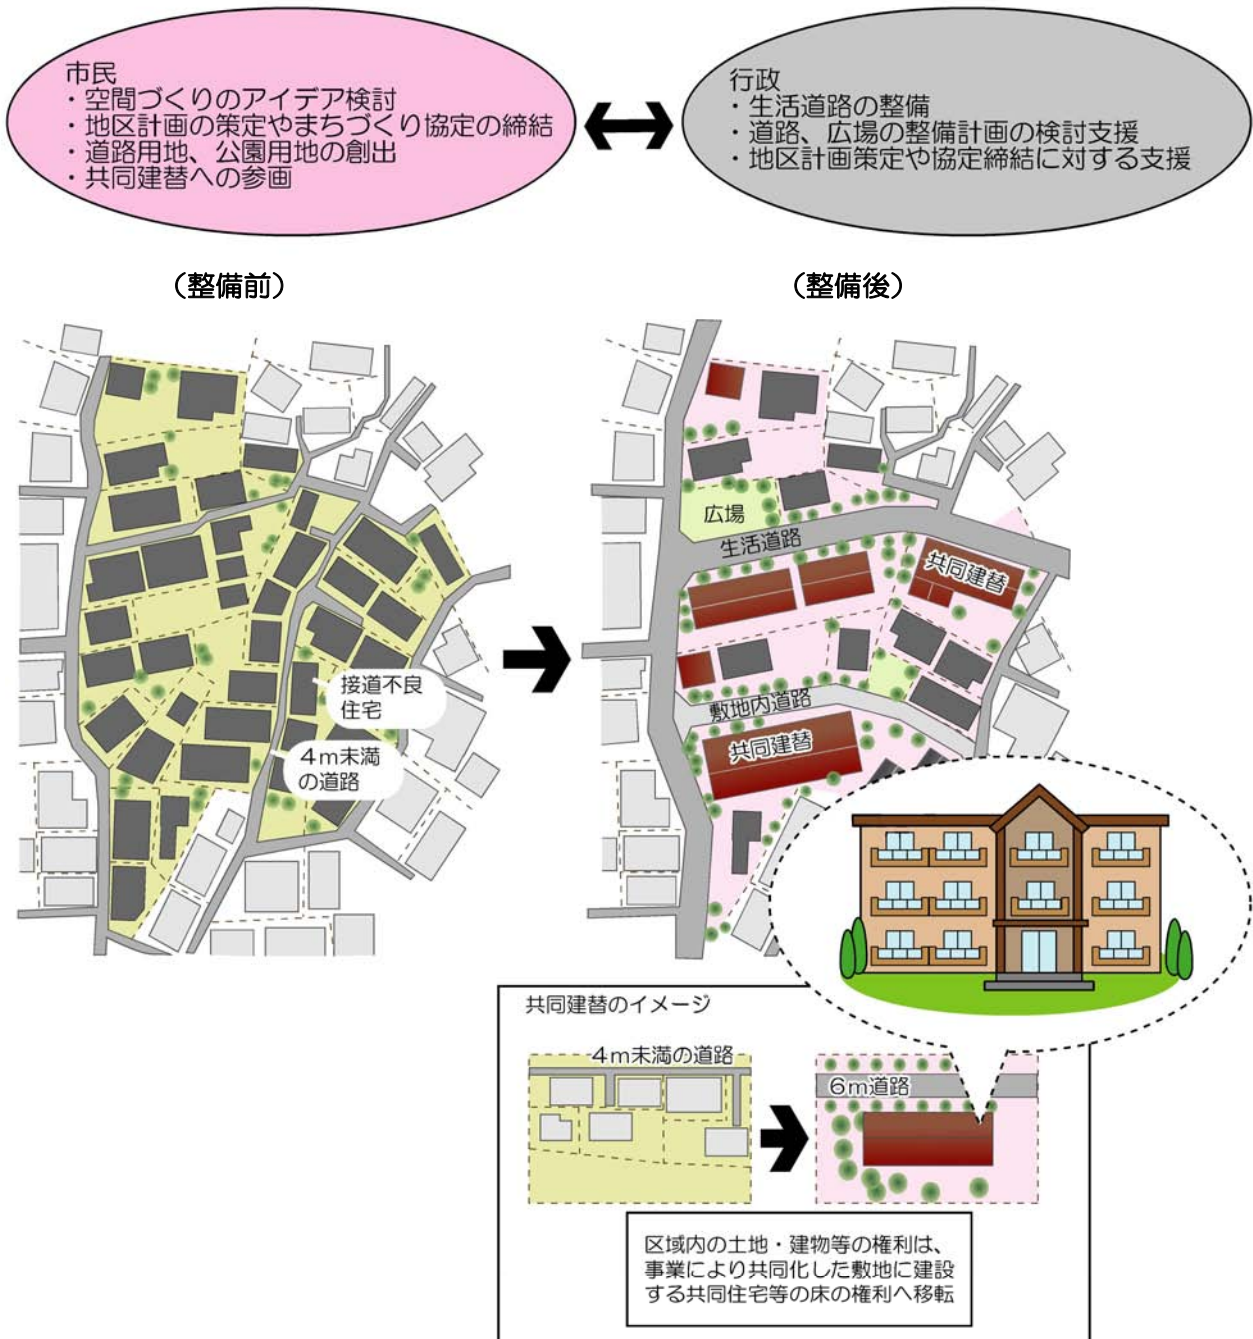 市民
・空間づくりのアイデア検討
・地区計画の策定やまちづくり協定の締結
・道路用地、公園用地の創出
・共同建替への参画
行政
・生活道路の整備
・道路、広場の整備計画の検討支援
・地区計画策定や協定締結に対する支援
（整備前）
（整備後）
広場
生活道路
共同建替
接道不良
住宅
4m未満
の道路
敷地内道路
共同建替
共同建替のイメージ
4m未満の道路
6m道路
区域内の土地・建物等の権利は、
事業により共同化した敷地に建設
する共同住宅等の床の権利へ移転